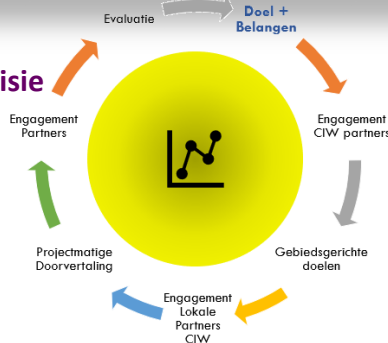 Evaluatie
Doel +
Belangen
isie
Engagement
CIW partners
Gebiedsgerichte
doelen
Engagement
Lokale
Partners
CIW
Projectmatige
Doorvertaling
Engagement
Partners